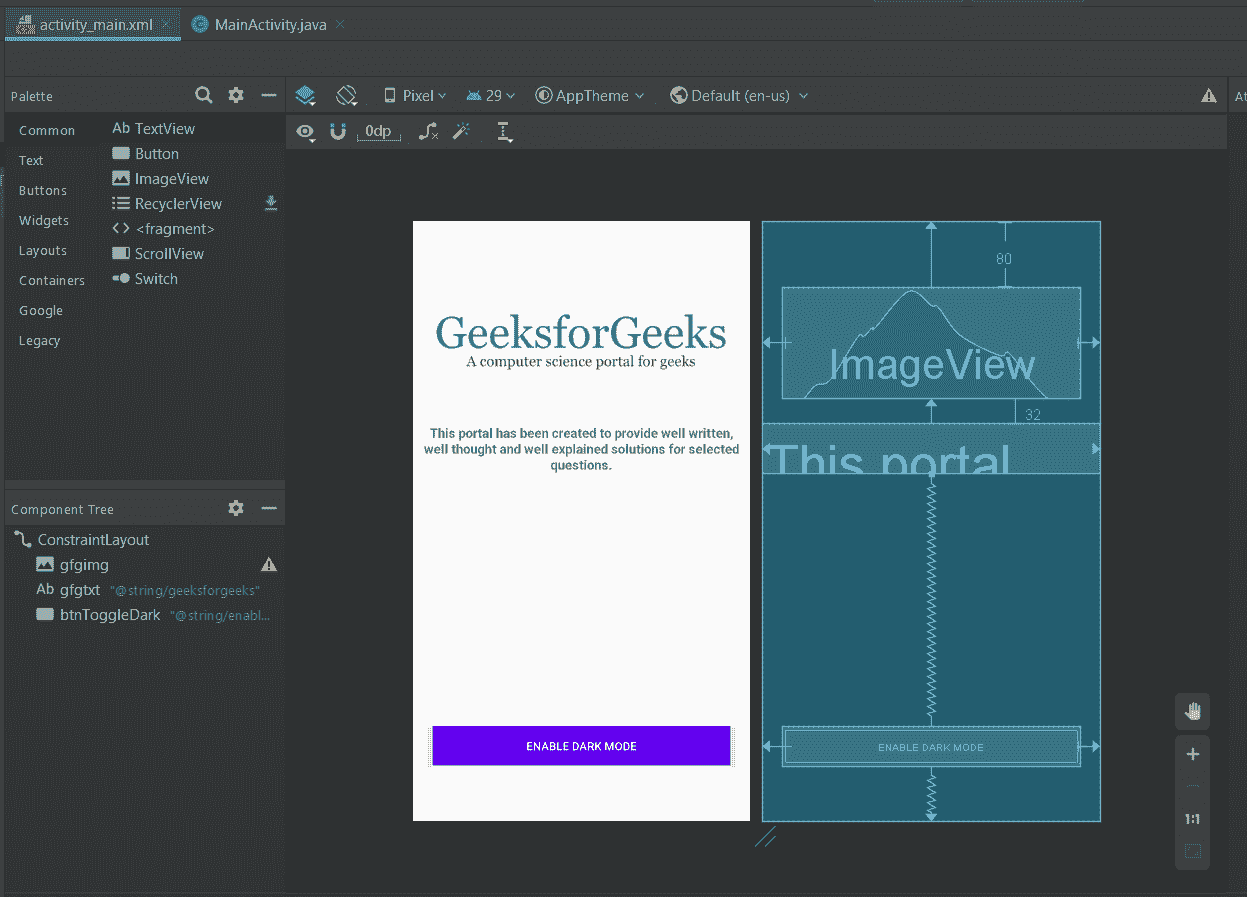 activity_main.xml
MainActivity.java
Palette
Pixel
29
AppTheme
Default (en-us)
At
0dp
Common
Text
Buttons
Widgets
Layouts
Containers
Google
Legacy
Ab TextView
Button
ImageView
RecyclerView
<> <fragment>
ScrollView
Switch
Component Tree
ConstraintLayout
gfgimg
Ab gfgtxt "@string/geeksforgeeks"
btnToggleDark "@string/enabl...
GeeksforGeeks
A computer science portal for geeks
This portal has been created to provide well written,
well thought and well explained solutions for selected
questions.
ENABLE DARK MODE
80
ImageView
32
This portal
ENABLE DARK MODE
1:1